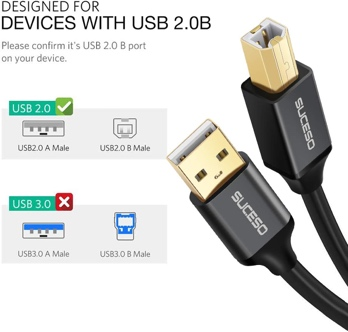 DESIGNED FOR
DEVICES WITH USB 2.0B
Please confirm it's USB 2.0 B port
on your device.
USB 2.0
USB2.0 A Male
USB2.0 B Male
USB 3.0
USB3.0 A Male
USB3.0 B Male
SUCESO
SUCESO